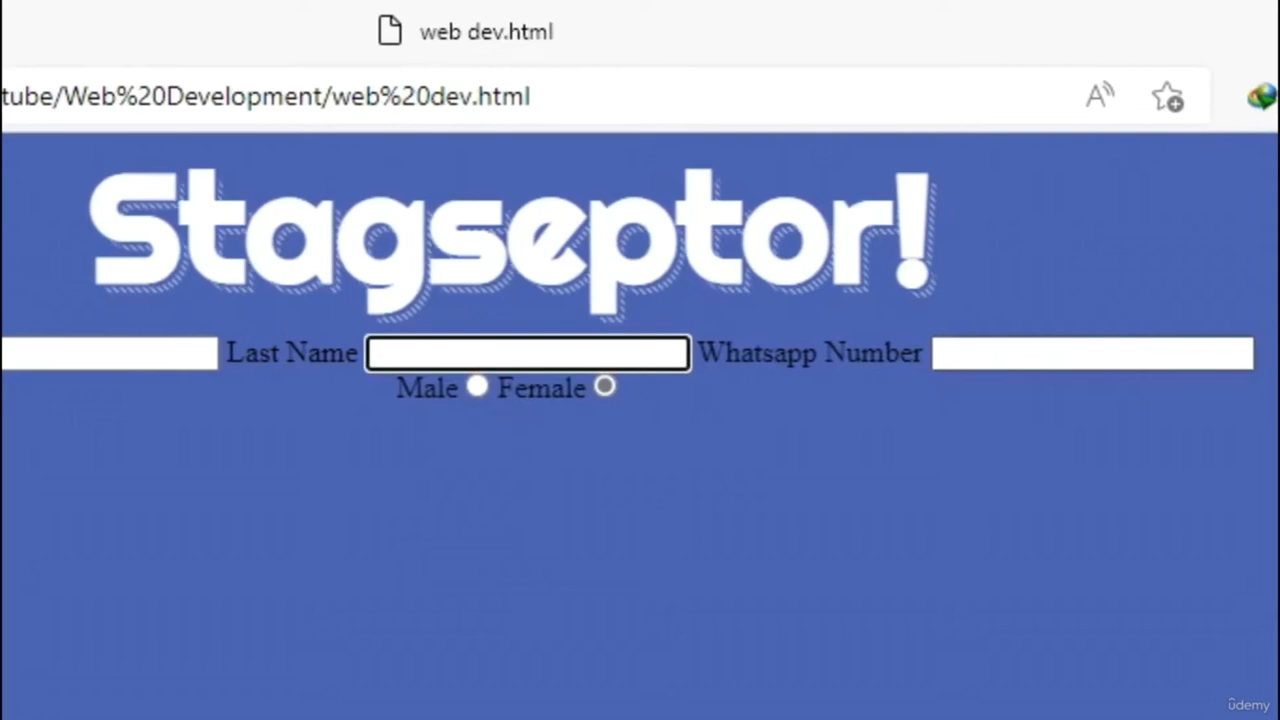 web dev.html
tube/Web%20Development/web%20dev.html
Stagseptor!
Last Name Whatsapp Number
Male Female
ûdemy